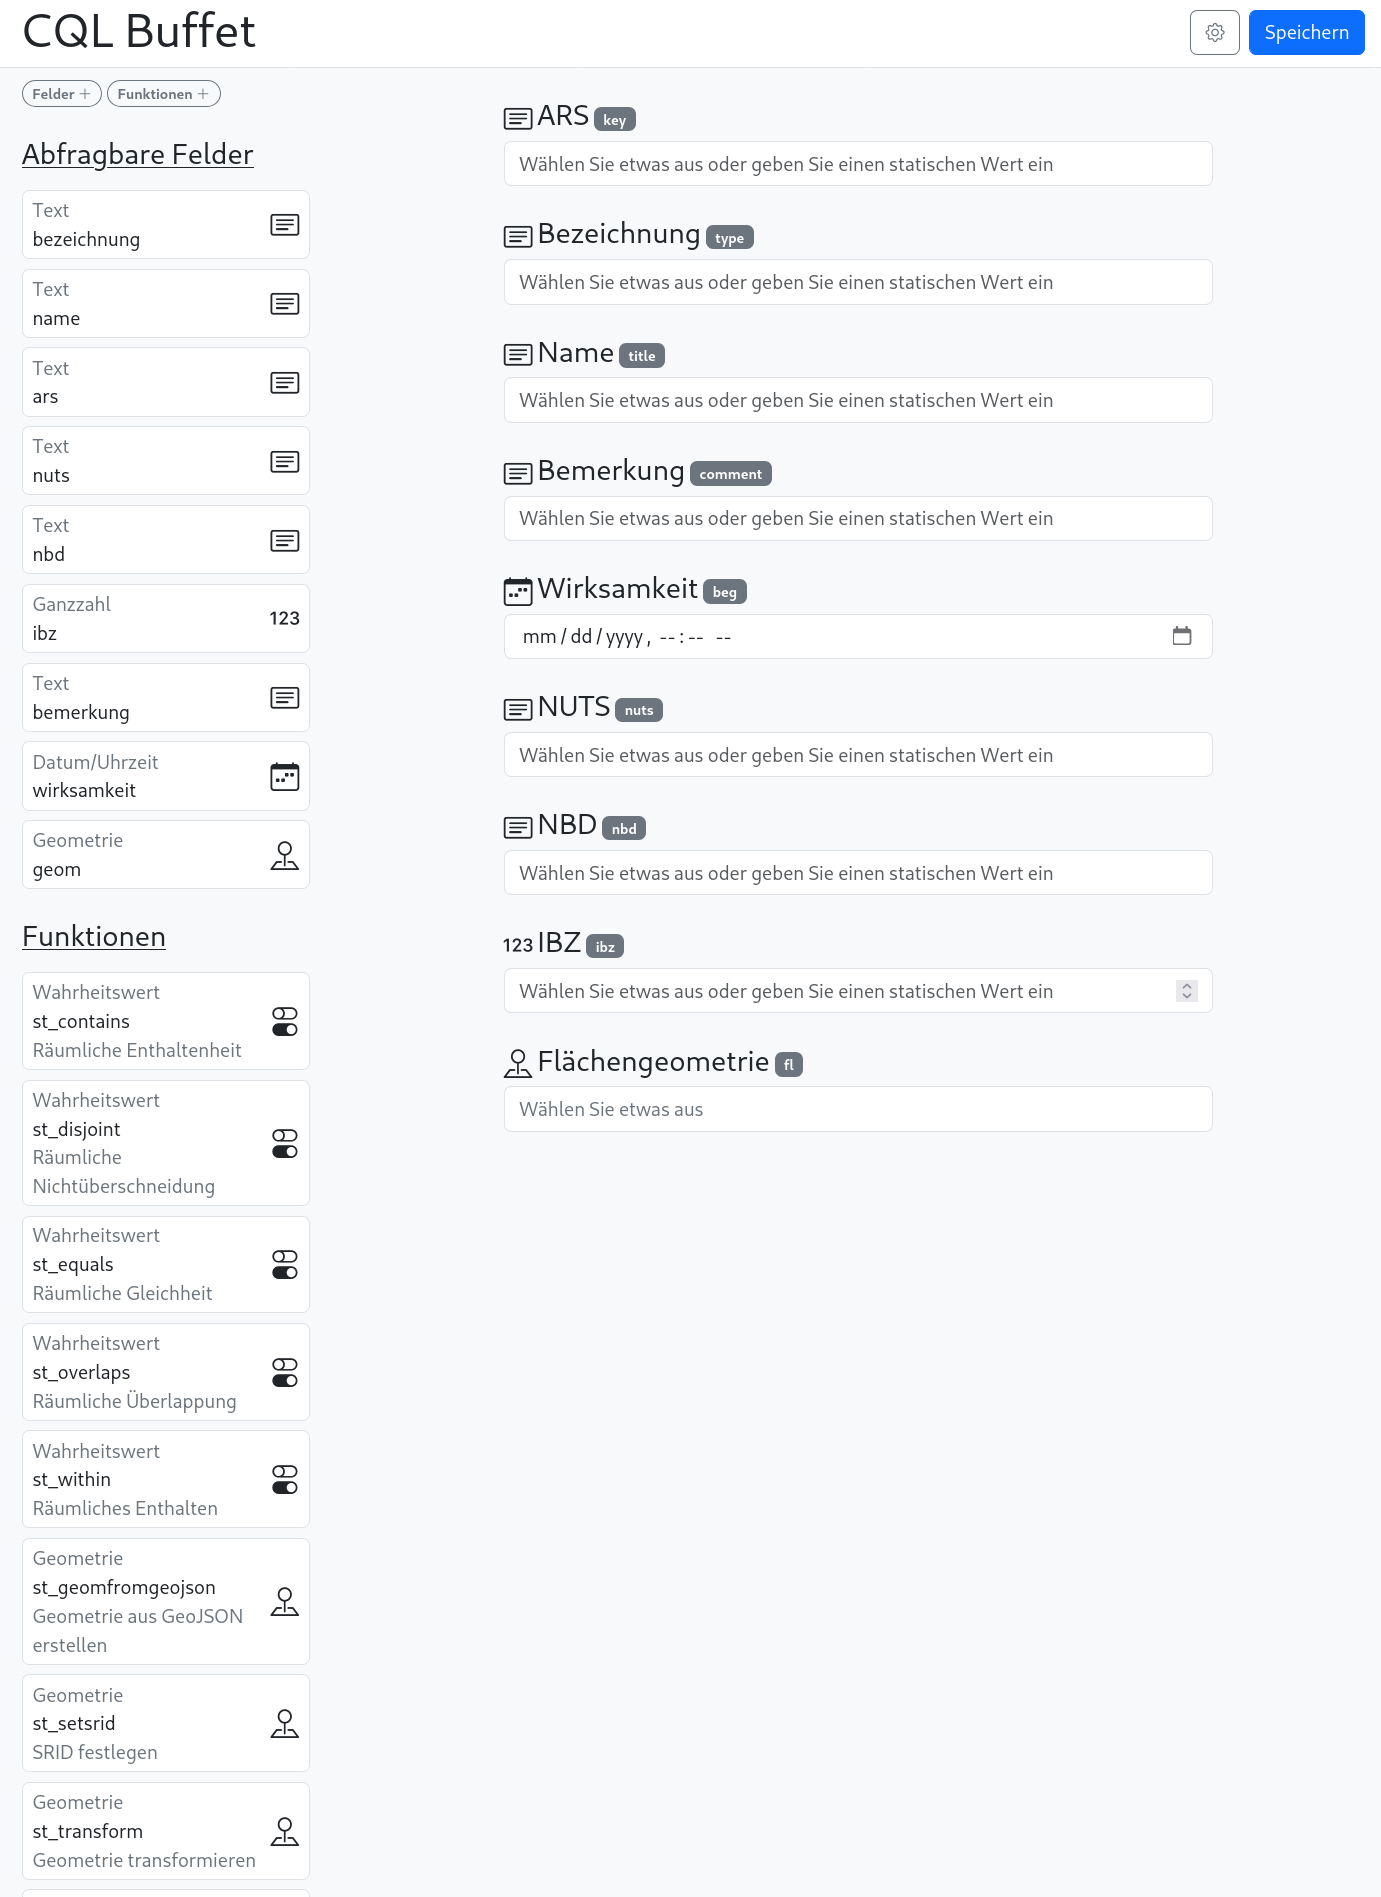 CQL Buffet
Speichern
Felder +
Funktionen +
Abfragbare Felder
Text
bezeichnung
Text
name
Text
ars
Text
nuts
Text
nbd
Ganzzahl
ibz
123
Text
bemerkung
Datum/Uhrzeit
wirksamkeit
Geometrie
geom
Funktionen
Wahrheitswert
st_contains
Räumliche Enthaltenheit
Wahrheitswert
st_disjoint
Räumliche
Nichtüberschneidung
Wahrheitswert
st_equals
Räumliche Gleichheit
Wahrheitswert
st_overlaps
Räumliche Überlappung
Wahrheitswert
st_within
Räumliches Enthalten
Geometrie
st_geomfromgeojson
Geometrie aus GeoJSON
erstellen
Geometrie
st_setsrid
SRID festlegen
Geometrie
st_transform
Geometrie transformieren
ARS key
Wählen Sie etwas aus oder geben Sie einen statischen Wert ein
Bezeichnung type
Wählen Sie etwas aus oder geben Sie einen statischen Wert ein
Name title
Wählen Sie etwas aus oder geben Sie einen statischen Wert ein
Bemerkung comment
Wählen Sie etwas aus oder geben Sie einen statischen Wert ein
Wirksamkeit beg
mm/dd/yyyy, --:-- --
NUTS nuts
Wählen Sie etwas aus oder geben Sie einen statischen Wert ein
NBD nbd
Wählen Sie etwas aus oder geben Sie einen statischen Wert ein
123 IBZ ibz
Wählen Sie etwas aus oder geben Sie einen statischen Wert ein
Flächengeometrie fl
Wählen Sie etwas aus